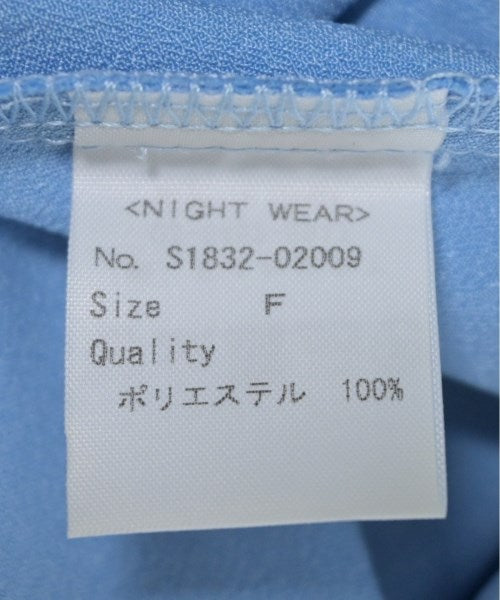 <NIGHT WEAR>
No. S1832-02009
Size F
Quality
ポリエステル 100%